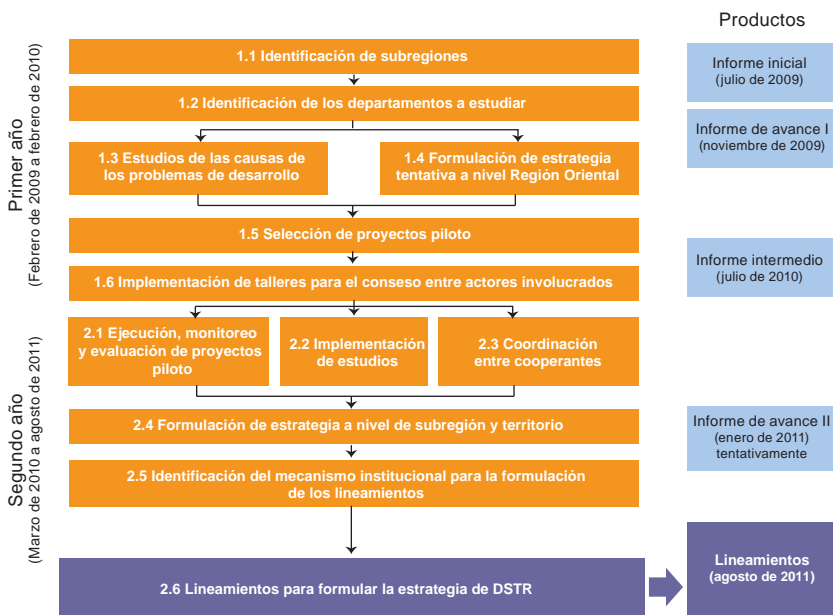 Productos
Primer año
(Febrero de 2009 a febrero de 2010)
1.1 Identificación de subregiones
1.2 Identificación de los departamentos a estudiar
1.3 Estudios de las causas de
los problemas de desarrollo
1.4 Formulación de estrategia
tentativa a nivel Región Oriental
1.5 Selección de proyectos piloto
1.6 Implementación de talleres para el conseso entre actores involucrados
Informe inicial
(julio de 2009)
Informe de avance I
(noviembre de 2009)
Informe intermedio
(julio de 2010)
Segundo año
(Marzo de 2010 a agosto de 2011)
2.1 Ejecución, monitoreo
y evaluación de proyectos
piloto
2.2 Implementación
de estudios
2.3 Coordinación
entre cooperantes
2.4 Formulación de estrategia a nivel de subregión y territorio
2.5 Identificación del mecanismo institucional para la formulación
de los lineamientos
Informe de avance II
(enero de 2011)
tentativamente
2.6 Lineamientos para formular la estrategia de DSTR
Lineamientos
(agosto de 2011)